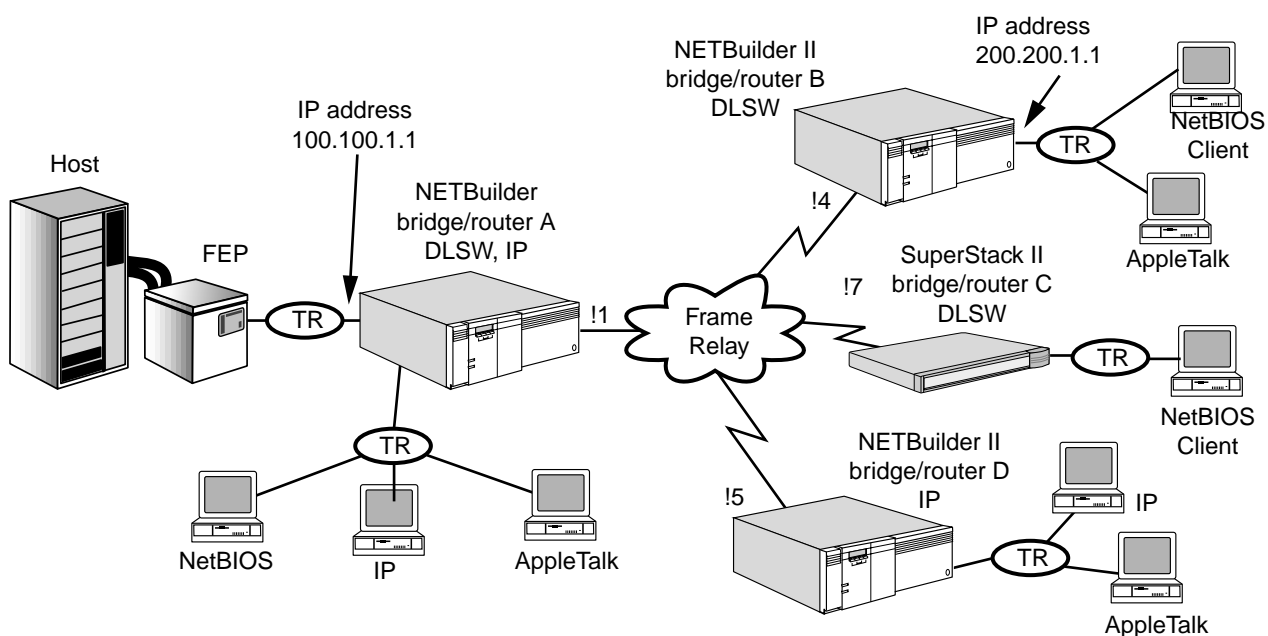 Host
FEP
TR
IP address
100.100.1.1
NETBuilder
bridge/router A
DLSW, IP
!1
TR
NetBIOS
IP
AppleTalk
Frame
Relay
NETBuilder II
bridge/router B
DLSW
!4
IP address
200.200.1.1
TR
NetBIOS
Client
AppleTalk
SuperStack II
bridge/router C
DLSW
!7
TR
NetBIOS
Client
NETBuilder II
bridge/router D
IP
!5
TR
IP
AppleTalk